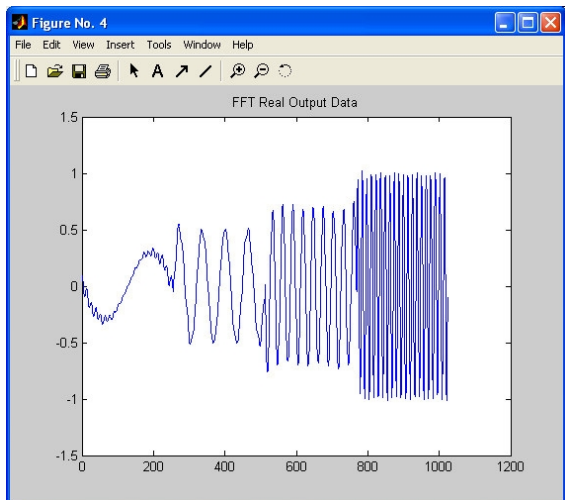 Figure No. 4
File Edit View Insert Tools Window Help
A
FFT Real Output Data
1.5
1
0.5
0
-0.5
-1
-1.5
0 200 400 600 800 1000 1200